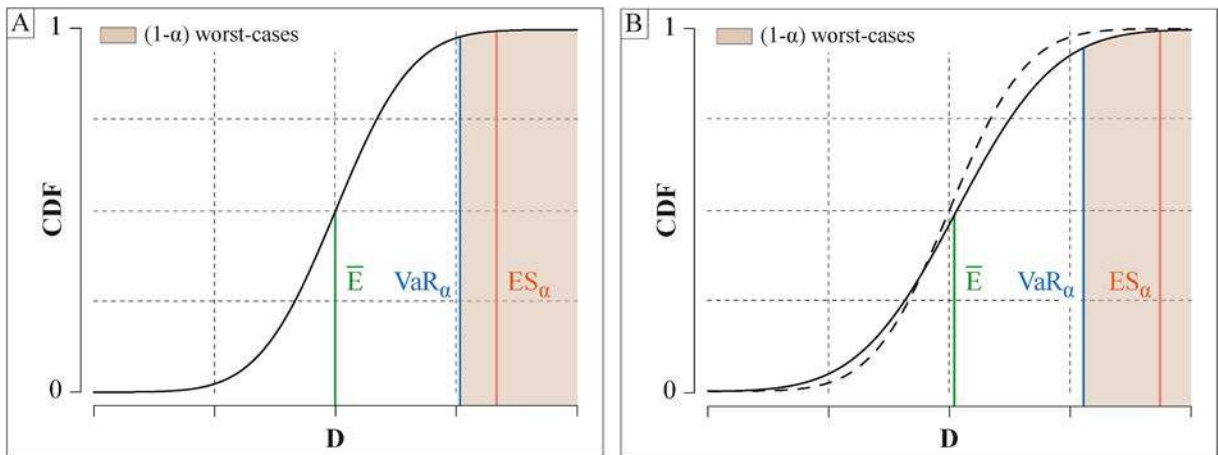 A
1
(1-α) worst-cases
CDF
E̅
VaRα
ESα
0
D
B
1
(1-α) worst-cases
CDF
E̅
VaRα
ESα
0
D